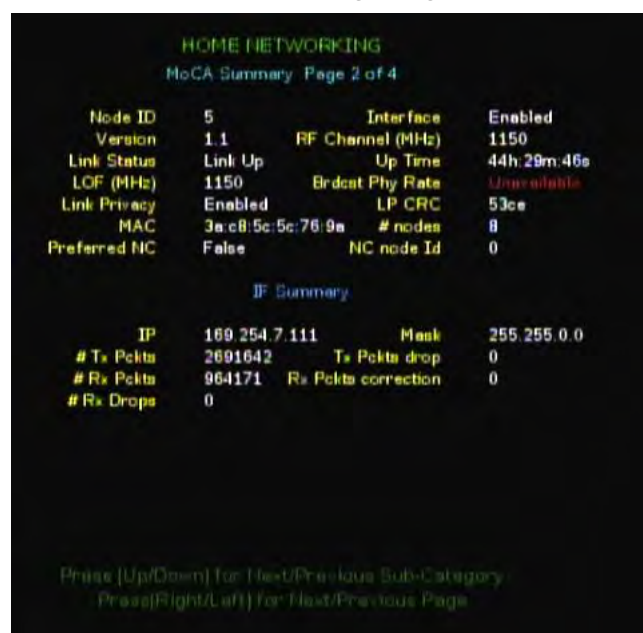 HOME NETWORKING
MoCA Summary Page 2 of 4
Node ID 5 Interface Enabled
Version 1.1 RF Channel (MHz) 1150
Link Status Link Up Up Time 44h:29m:46s
LOF (MHz) 1150 Brdcst Phy Rate Unavailable
Link Privacy Enabled LP CRC 53ce
MAC 3a:c8:5c:5c:76:9a # nodes 8
Preferred NC False NC node Id 0
IF Summary
IP 169.254.7.111 Mask 255.255.0.0
# Tx Pckts 2691642 Tx Pckts drop 0
# Rx Pckts 964171 Rx Pckts correction 0
# Rx Drops 0
Press [Up/Down] for Next/Previous Sub-Category
Press[Right/Left] for Next/Previous Page